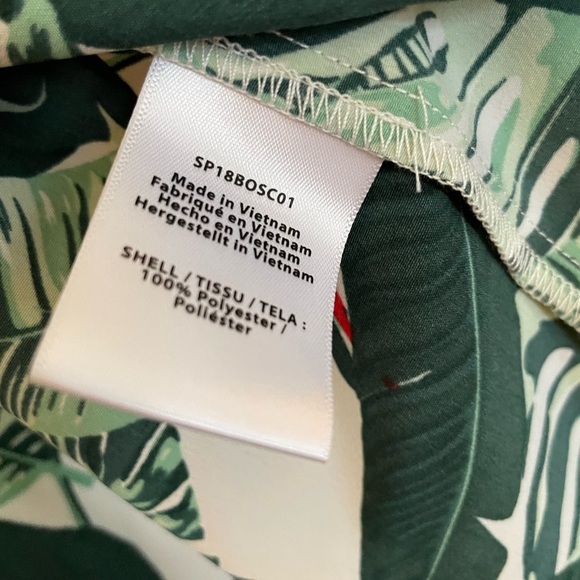 SP18BOSC01
Made in Vietnam
Fabriqué en Vietnam
Hecho en Vietnam
Hergestellt in Vietnam
SHELL / TISSU / TELA :
100% Polyester /
Poliéster